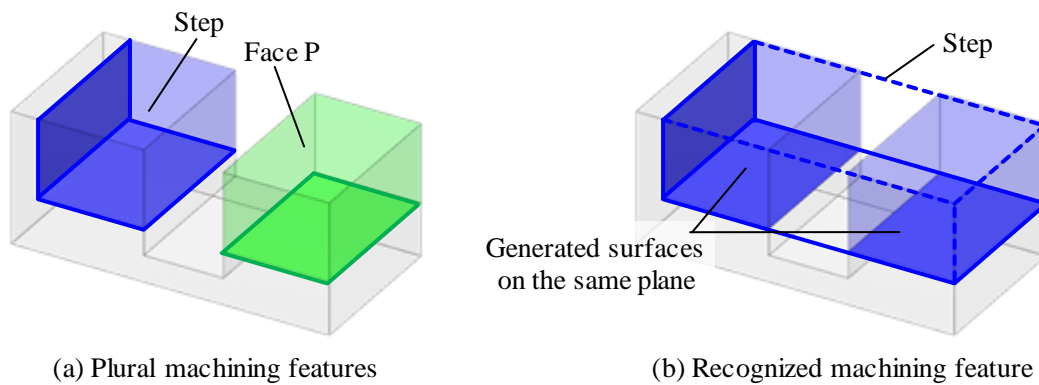 Step
Face P
Step
Generated surfaces
on the same plane
(a) Plural machining features
(b) Recognized machining feature